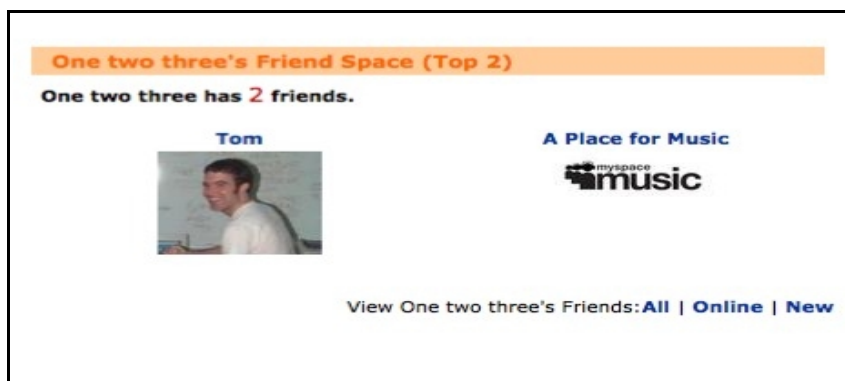 One two three's Friend Space (Top 2)
One two three has 2 friends.
Tom
A Place for Music
myspace
music
View One two three's Friends:All | Online | New